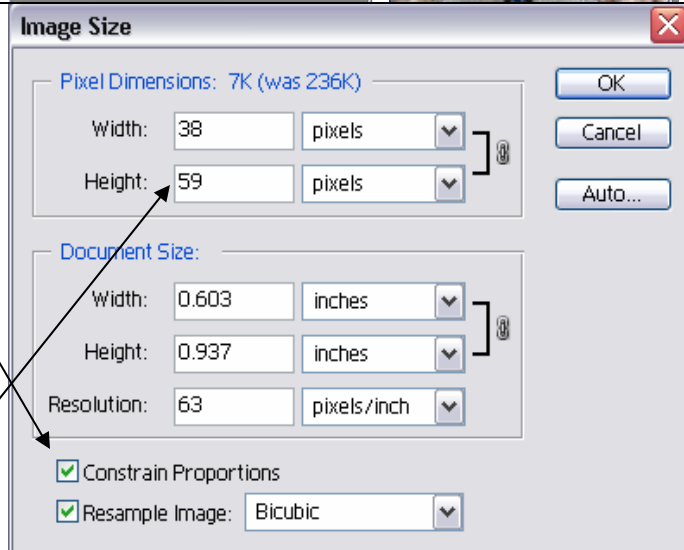 Image Size
Pixel Dimensions: 7K (was 236K)
OK
Width: 38 pixels
Cancel
Height: 59 pixels
Auto...
Document Size:
Width: 0.603 inches
Height: 0.937 inches
Resolution: 63 pixels/inch
Constrain Proportions
Resample Image: Bicubic